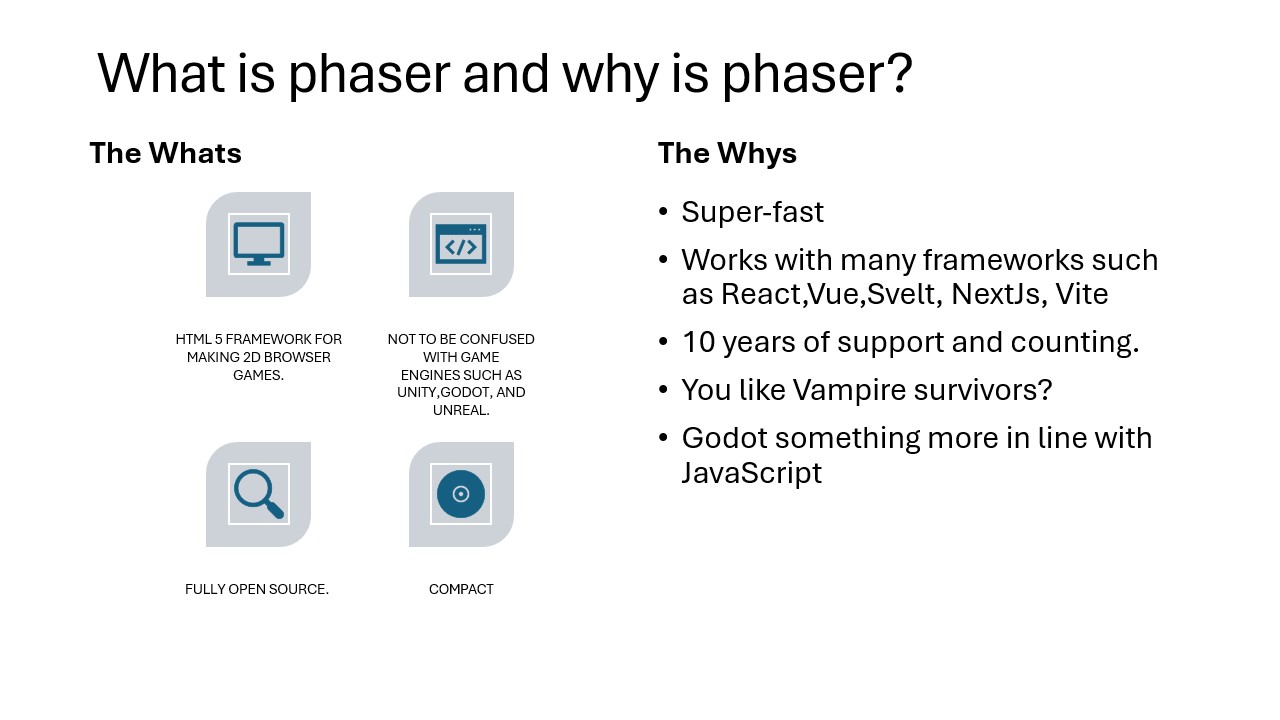 What is phaser and why is phaser?
The Whats
HTML 5 FRAMEWORK FOR
MAKING 2D BROWSER
GAMES.
NOT TO BE CONFUSED
WITH GAME
ENGINES SUCH AS
UNITY,GODOT, AND
UNREAL.
FULLY OPEN SOURCE.
COMPACT
The Whys
• Super-fast
• Works with many frameworks such
as React,Vue,Svelt, NextJs, Vite
• 10 years of support and counting.
• You like Vampire survivors?
• Godot something more in line with
JavaScript